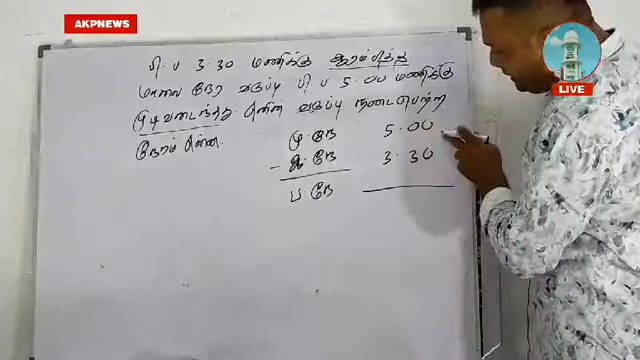 AKPNEWS
பி.ப 3.30 மணிக்கு ஆரம்பித்த
மாலை நேர வகுப்பு பி.ப 5.00 மணிக்கு
முடிவடைந்தது எனின் வகுப்பு நடைபெற்ற
நேரம் என்ன.
மு.நே 5.00
- ஆ.நே 3.30
ப.நே
LIVE